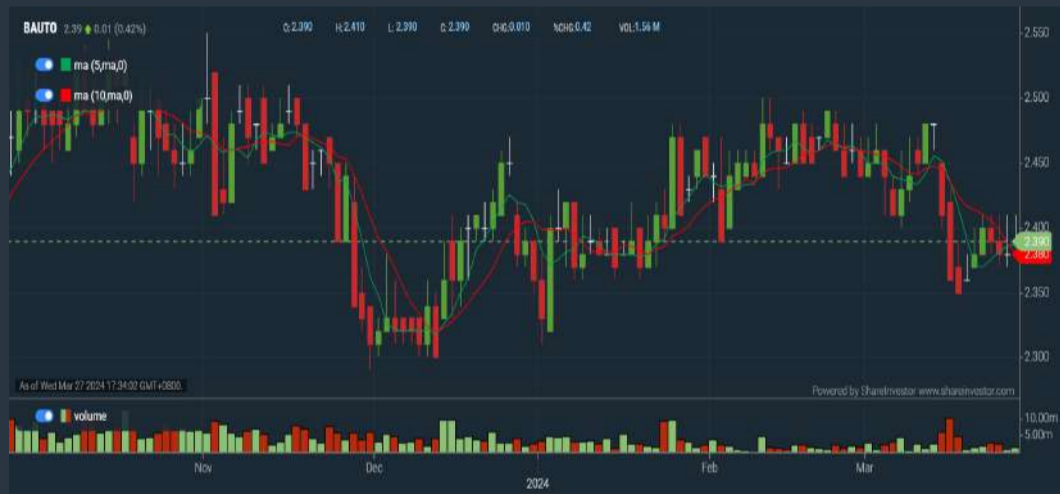 BAUTO 2.39 0.01 (0.42%) O: 2.390 H: 2.410 L: 2.390 C: 2.390 CHG:0.010 %CHG:0.42 VOL:1.56 M
ma (5,ma,0)
ma (10,ma,0)
2.550
2.500
2.450
2.400
2.390
2.380
2.350
2.300
As of Wed Mar 27 2024 17:34:02 GMT+0800.
Powered by ShareInvestor www.shareinvestor.com
volume
10.00m
5.00m
Nov Dec Feb Mar
2024